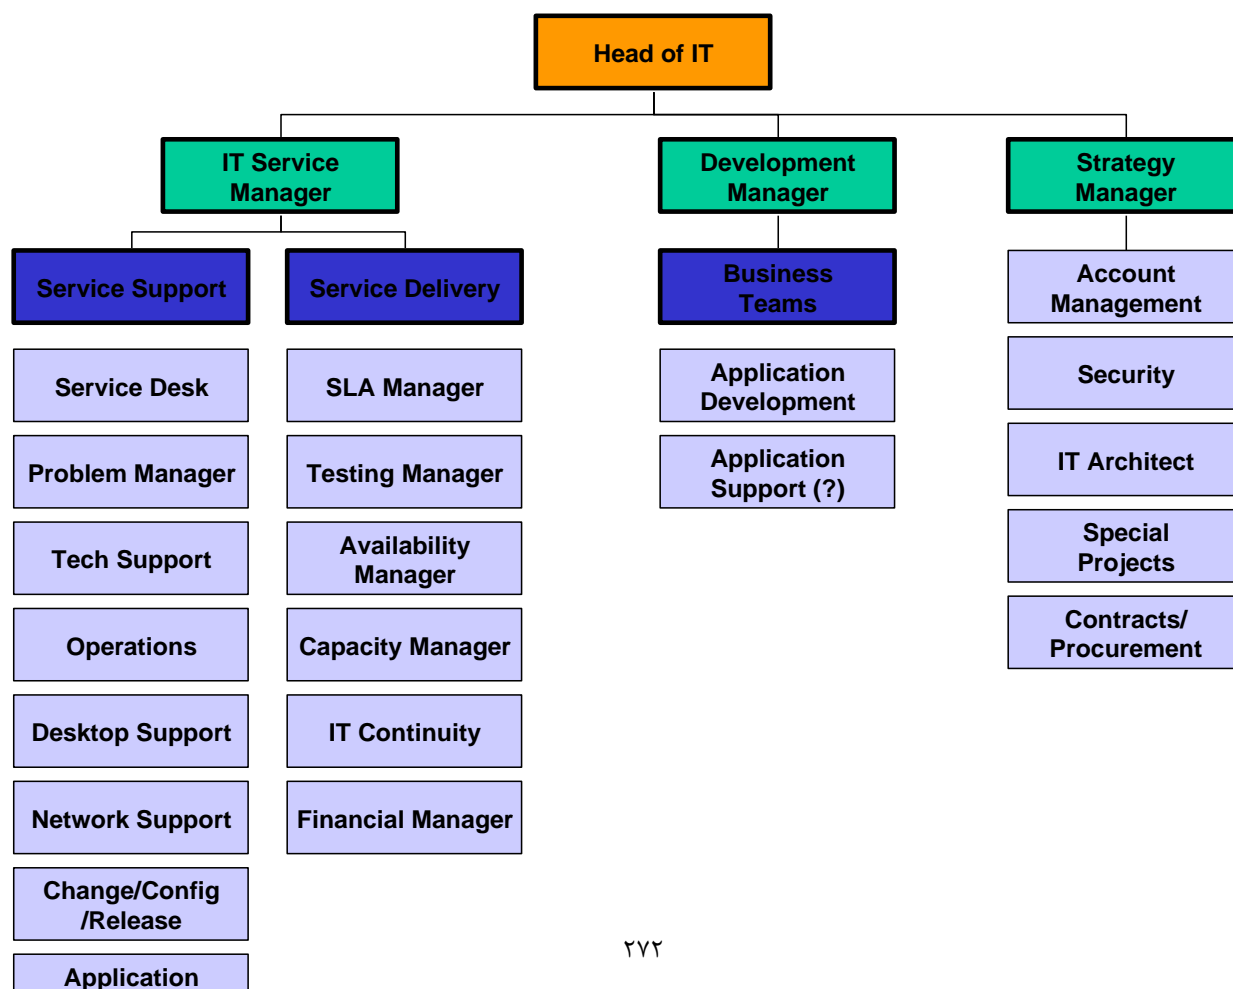 Head of IT
IT Service
Manager
Development
Manager
Strategy
Manager
Service Support
Service Delivery
Business
Teams
Account
Management
Service Desk
SLA Manager
Application
Development
Security
Problem Manager
Testing Manager
Application
Support (?)
IT Architect
Tech Support
Availability
Manager
Special
Projects
Operations
Capacity Manager
Contracts/
Procurement
Desktop Support
IT Continuity
Network Support
Financial Manager
Change/Config
/Release
Application
٢٧٢